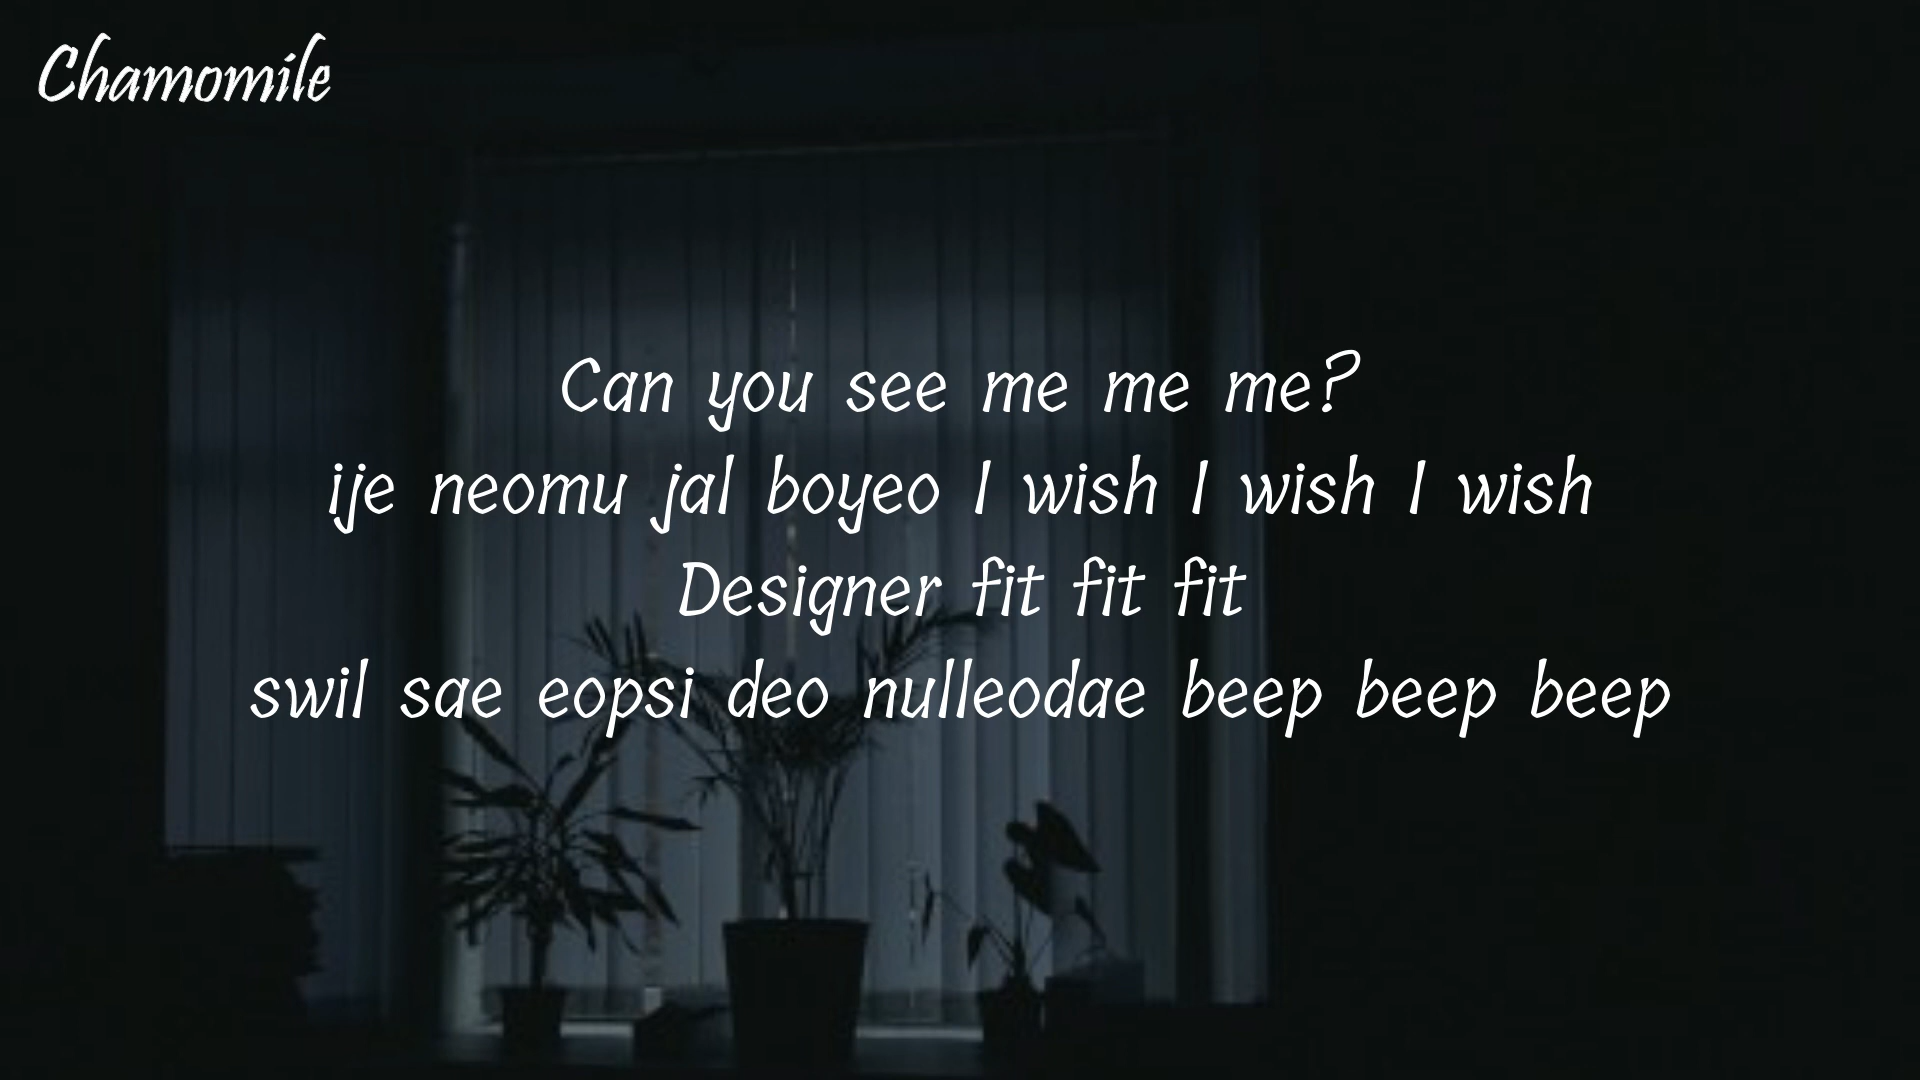 Chamomile
Can you see me me me?
ije neomu jal boyeo I wish I wish I wish
Designer fit fit fit
swil sae eopsi deo nulleodae beep beep beep